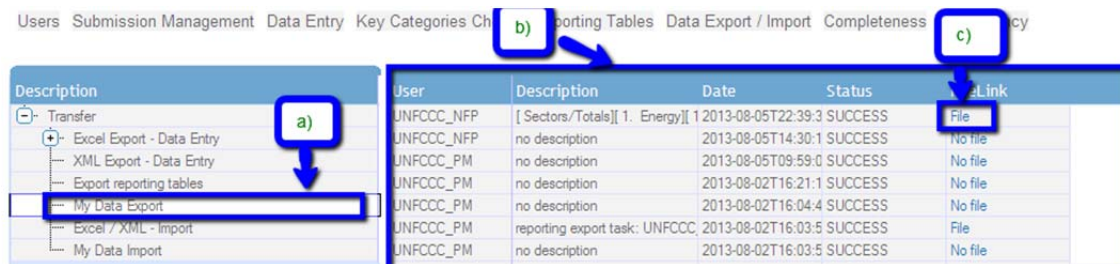 Users Submission Management Data Entry Key Categories Ch porting Tables Data Export / Import Completeness cy
b)
c)
Description
User Description Date Status Link
Transfer
UNFCCC_NFP [ Sectors/Totals][ 1. Energy][ 1 2013-08-05T22:39:3 SUCCESS File
a)
Excel Export - Data Entry
UNFCCC_NFP no description 2013-08-05T14:30:1 SUCCESS No file
XML Export - Data Entry
UNFCCC_PM no description 2013-08-05T09:59:0 SUCCESS No file
Export reporting tables
UNFCCC_PM no description 2013-08-02T16:21:1 SUCCESS No file
My Data Export
UNFCCC_PM no description 2013-08-02T16:04:4 SUCCESS No file
Excel / XML - Import
UNFCCC_PM reporting export task: UNFCCC_ 2013-08-02T16:03:5 SUCCESS File
My Data Import
UNFCCC_PM no description 2013-08-02T16:03:5 SUCCESS No file